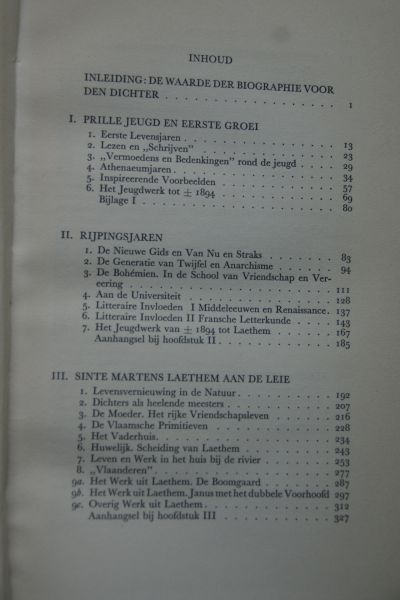 INHOUD
INLEIDING: DE WAARDE DER BIOGRAPHIE VOOR
DEN DICHTER . . . . . . . . . . . . . . . . 1
I. PRILLE JEUGD EN EERSTE GROEI
1. Eerste Levensjaren . . . . . . . . . . . . 13
2. Lezen en „Schrijven” . . . . . . . . . . . 23
3. „Vermoedens en Bedenkingen” rond de jeugd . . 29
4. Athenaeumjaren . . . . . . . . . . . . . 34
5. Inspireerende Voorbeelden . . . . . . . . . 57
6. Het Jeugdwerk tot ± 1894 . . . . . . . . . 69
Bijlage I . . . . . . . . . . . . . . . . 80
II. RIJPINGSJAREN
1. De Nieuwe Gids en Van Nu en Straks . . . . . 83
2. De Generatie van Twijfel en Anarchisme . . . . 94
3. De Bohémien. In de School van Vriendschap en Ver-
eering . . . . . . . . . . . . . . . . . 111
4. Aan de Universiteit . . . . . . . . . . . . 128
5. Litteraire Invloeden I Middeleeuwen en Renaissance. 137
6. Litteraire Invloeden II Fransche Letterkunde . . 143
7. Het Jeugdwerk van ± 1894 tot Laethem . . . . 167
Aanhangsel bij hoofdstuk II . . . . . . . . . 185
III. SINTE MARTENS LAETHEM AAN DE LEIE
1. Levensvernieuwing in de Natuur . . . . . . . 192
2. Dichters als heelende meesters . . . . . . . . 207
3. De Moeder. Het rijke Vriendschapsleven . . . . 216
4. De Vlaamsche Primitieven . . . . . . . . . 228
5. Het Vaderhuis . . . . . . . . . . . . . . 234
6. Huwelijk. Scheiding van Laethem . . . . . . 243
7. Leven en Werk in het huis bij de rivier . . . . 253
8. „Vlaanderen” . . . . . . . . . . . . . . 277
9a. Het Werk uit Laethem. De Boomgaard . . . . 287
9b. Het Werk uit Laethem. Janus met het dubbele Voorhoofd 297
9c. Overig Werk uit Laethem . . . . . . . . . . 312
Aanhangsel bij hoofdstuk III . . . . . . . . . 327